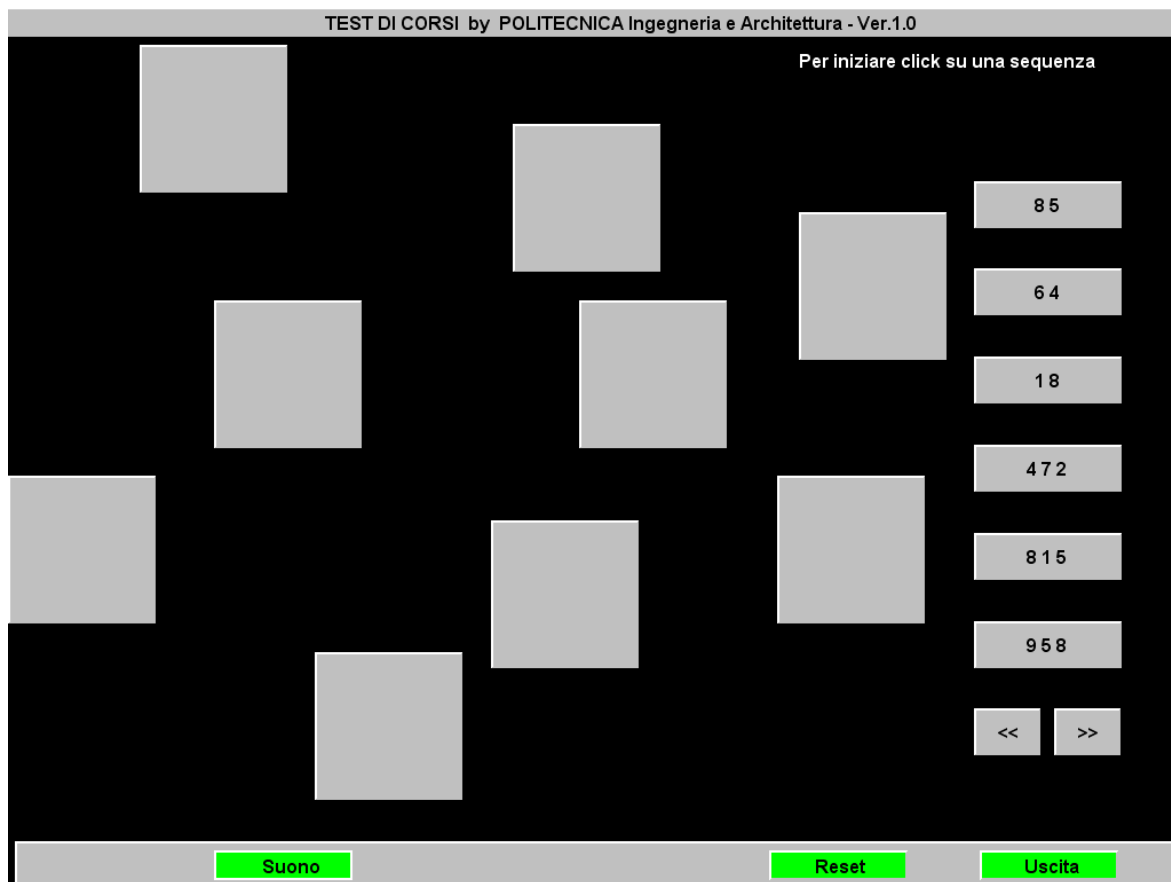 TEST DI CORSI by POLITECNICA Ingegneria e Architettura - Ver.1.0
Per iniziare click su una sequenza
8 5
6 4
1 8
4 7 2
8 1 5
9 5 8
<< >>
Suono Reset Uscita